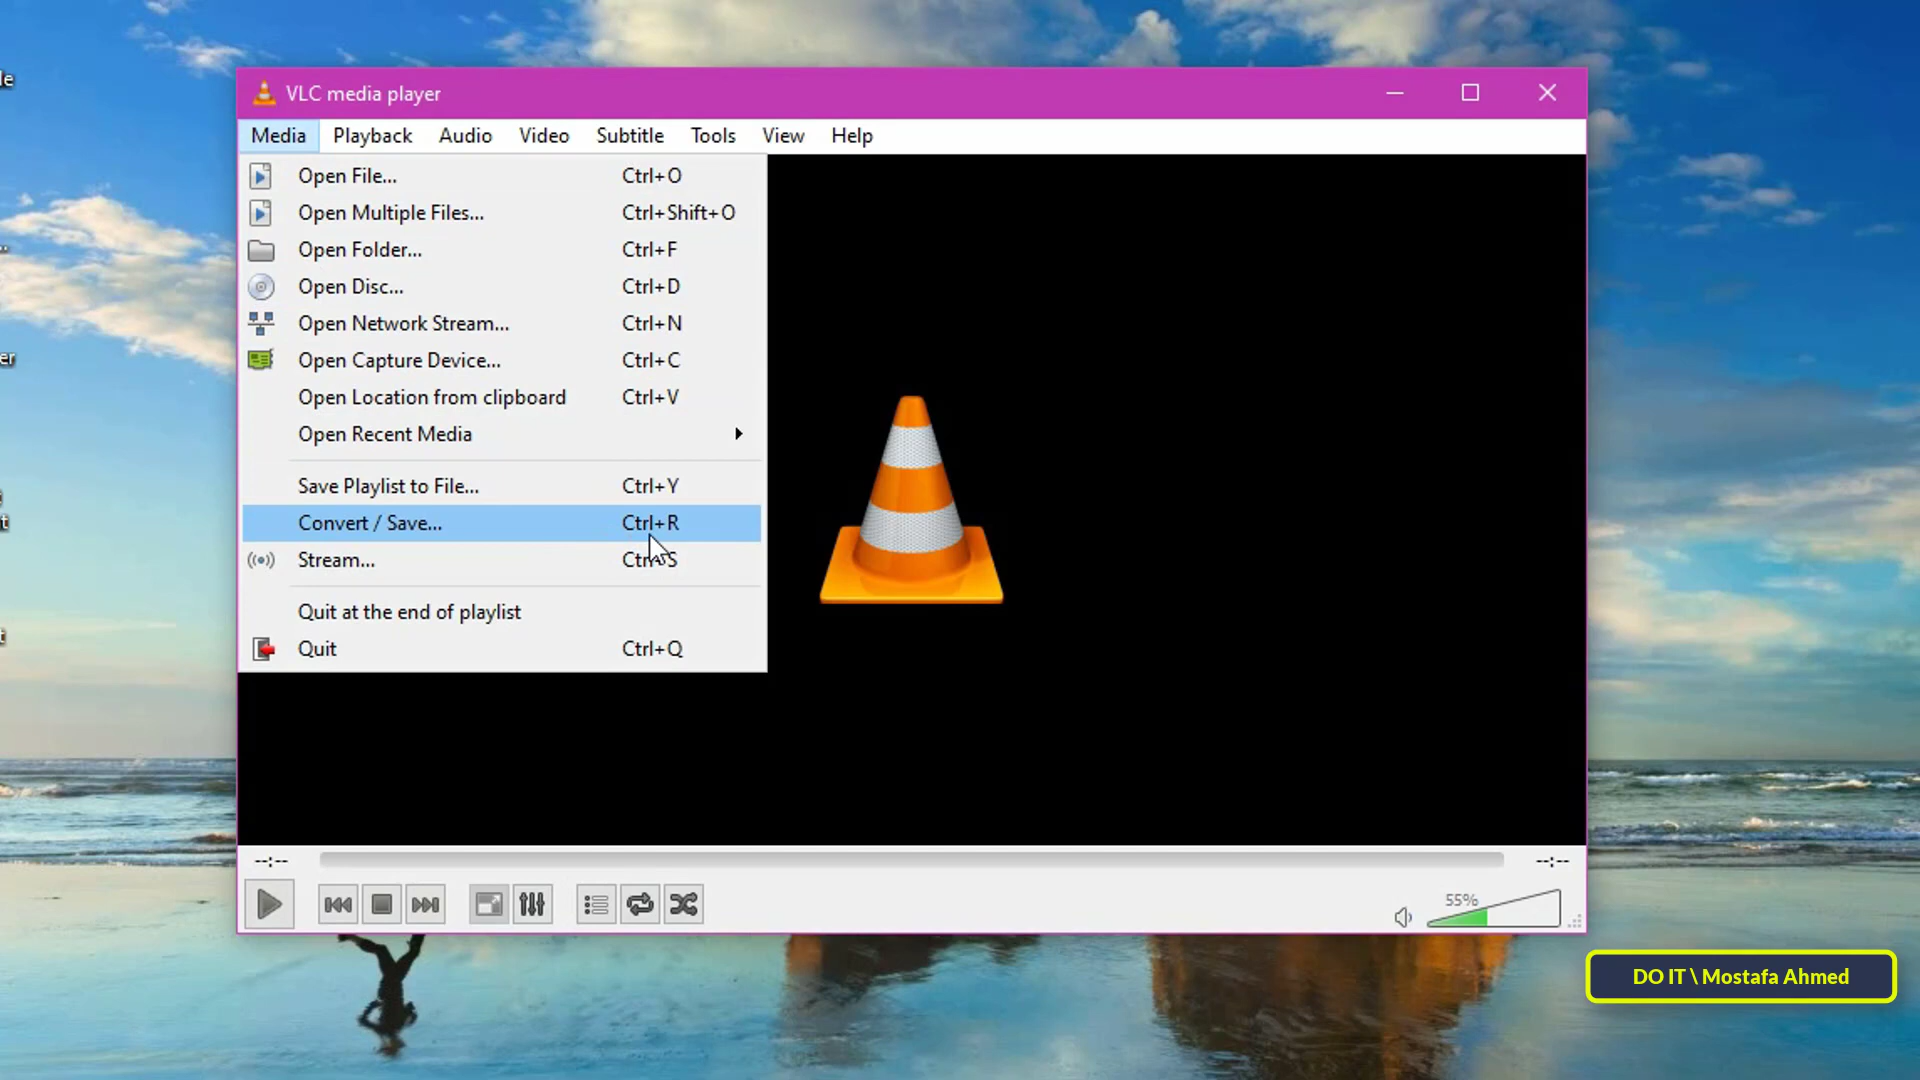 VLC media player
Media Playback Audio Video Subtitle Tools View Help
Open File... Ctrl+O
Open Multiple Files... Ctrl+Shift+O
Open Folder... Ctrl+F
Open Disc... Ctrl+D
Open Network Stream... Ctrl+N
Open Capture Device... Ctrl+C
Open Location from clipboard Ctrl+V
Open Recent Media
Save Playlist to File... Ctrl+Y
Convert / Save... Ctrl+R
Stream... Ctrl+S
Quit at the end of playlist
Quit Ctrl+Q
--:-- --:--
55%
DO IT \ Mostafa Ahmed